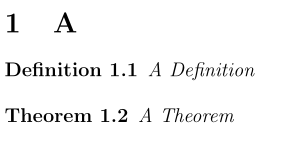 1 A
Definition 1.1 A Definition
Theorem 1.2 A Theorem